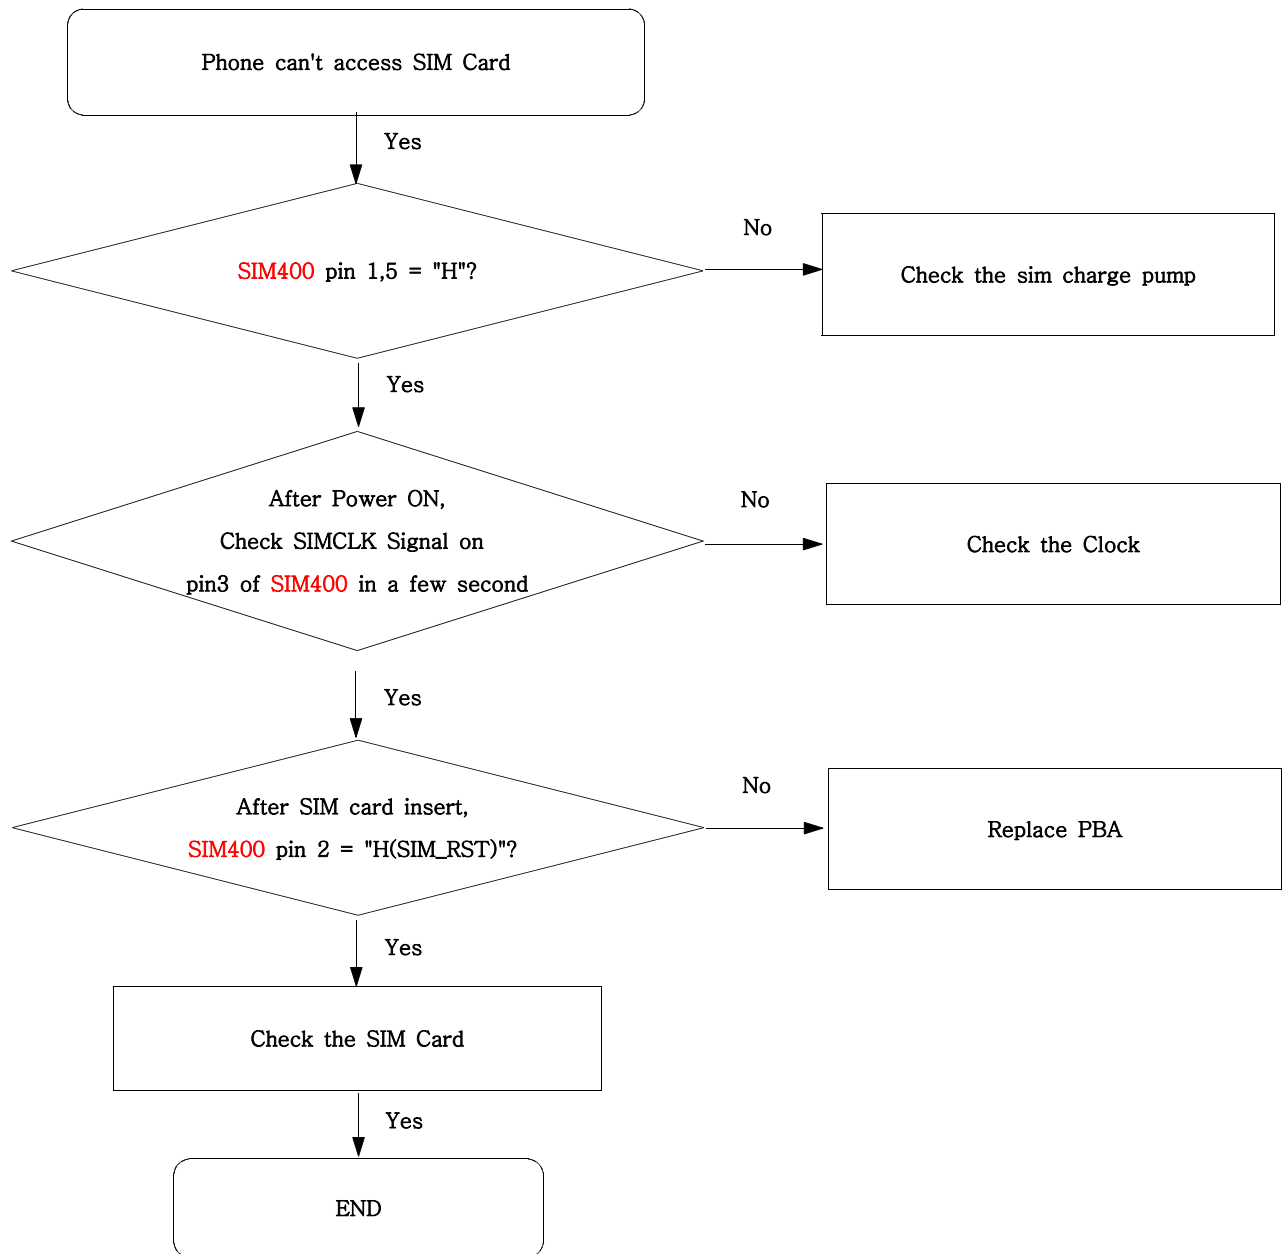 Phone can't access SIM Card
Yes
SIM400 pin 1,5 = "H"?
No
Check the sim charge pump
Yes
After Power ON,
Check SIMCLK Signal on
pin3 of SIM400 in a few second
No
Check the Clock
Yes
After SIM card insert,
SIM400 pin 2 = "H(SIM_RST)"?
No
Replace PBA
Yes
Check the SIM Card
Yes
END